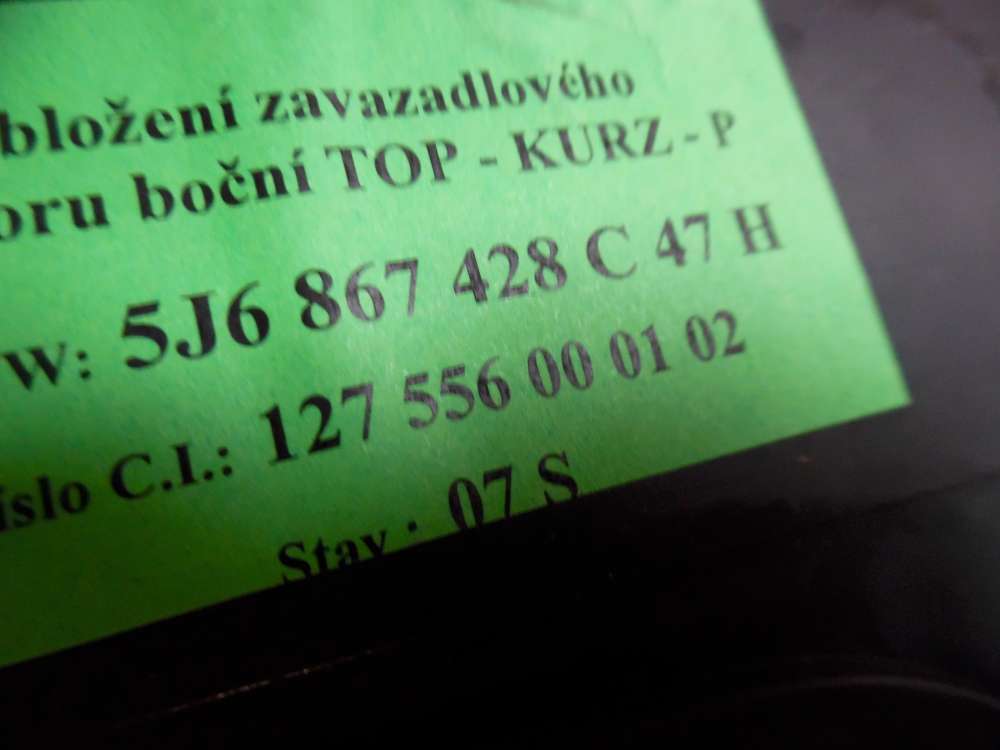 bložení zavazadlového
oru boční TOP - KURZ - P
W: 5J6 867 428 C 47 H
íslo C.I.: 127 556 00 01 02
Stav : 07 S